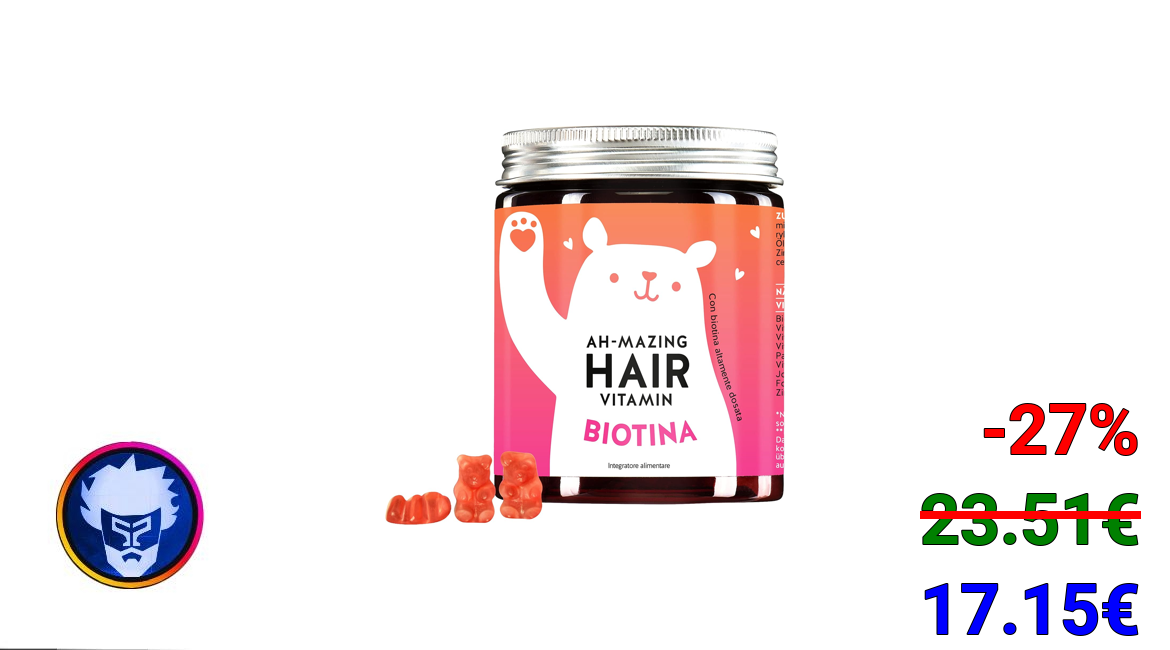 AH-MAZING
HAIR
VITAMIN
BIOTINA
Con biotina altamente dosata
Integratore alimentare
-27%
23.51€
17.15€